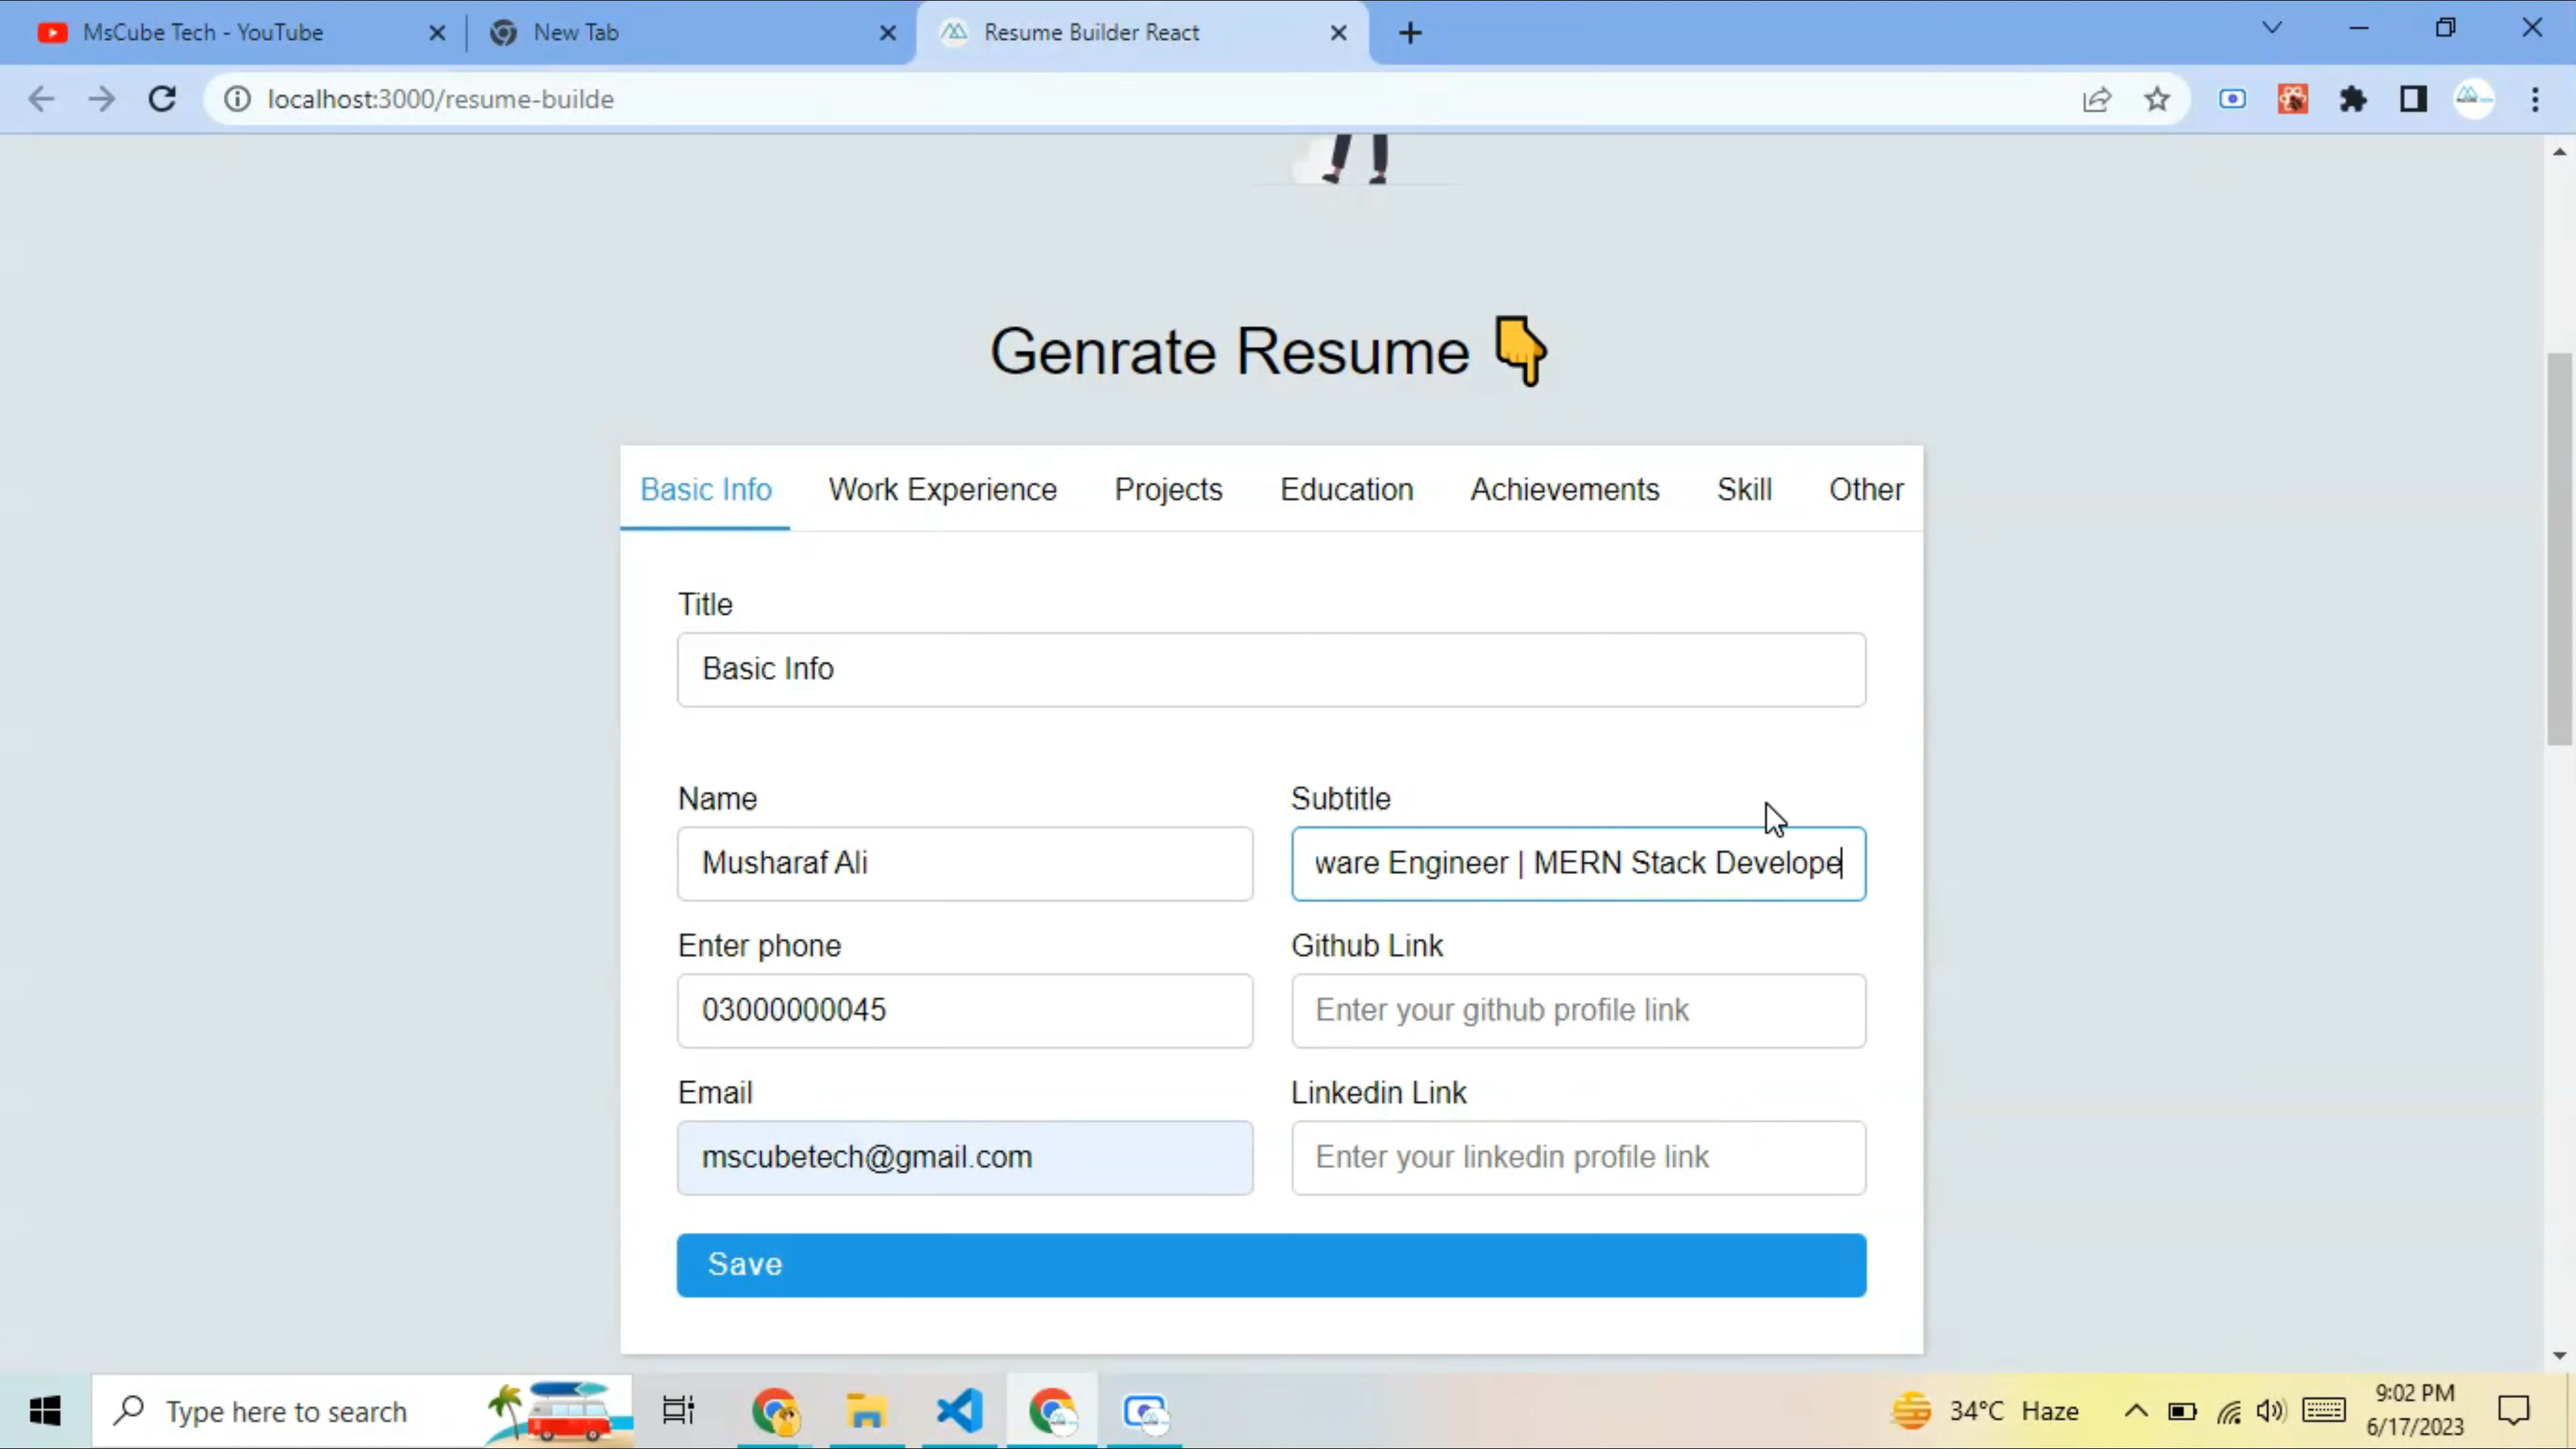 MsCube Tech - YouTube
New Tab
Resume Builder React
localhost:3000/resume-builde
Genrate Resume 👇
Basic Info
Work Experience
Projects
Education
Achievements
Skill
Other
Title
Basic Info
Name
Subtitle
Musharaf Ali
ware Engineer | MERN Stack Develope
Enter phone
Github Link
03000000045
Enter your github profile link
Email
Linkedin Link
mscubetech@gmail.com
Enter your linkedin profile link
Save
Type here to search
34°C Haze
9:02 PM
6/17/2023